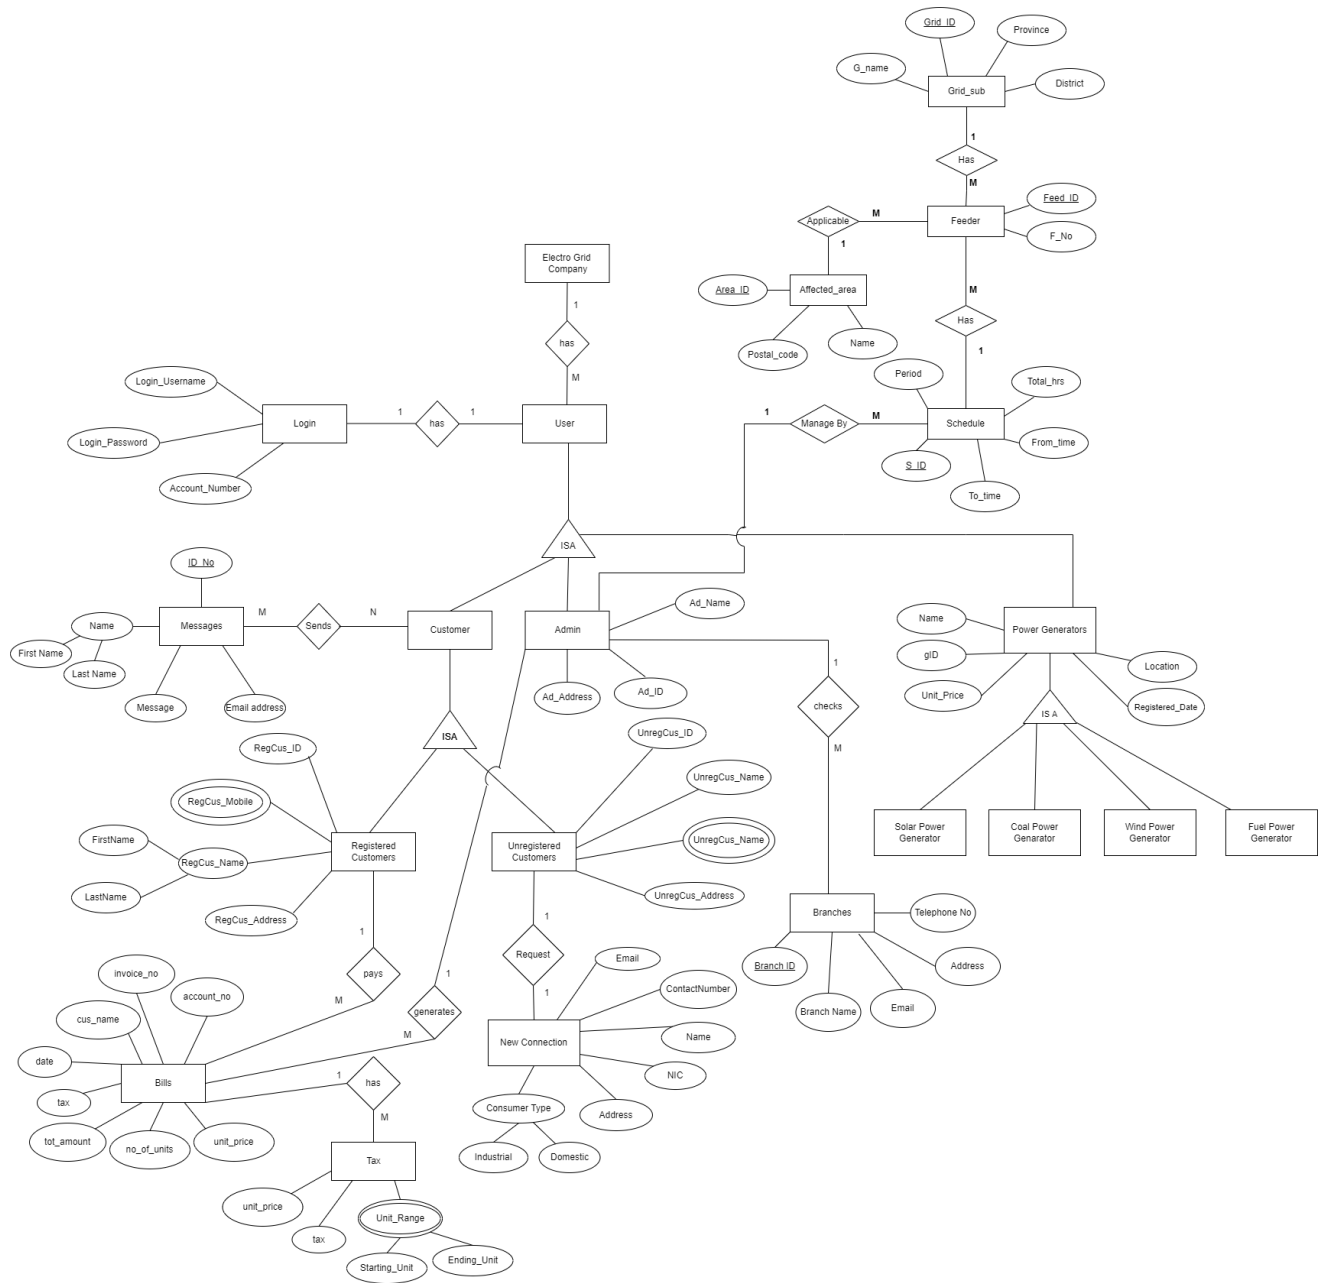 Grid_ID
Province
G_name
District
Grid_sub
1
Has
M
Feed_ID
Applicable
M
Feeder
F_No
1
Electro Grid
Company
Area_ID
Affected_area
M
1
Has
has
Postal_code
Name
1
M
Period
Total_hrs
Login_Username
1
M
Login
1
has
1
User
Manage By
Schedule
Login_Password
From_time
S_ID
Account_Number
To_time
ISA
ID_No
Ad_Name
M
N
Name
Messages
Sends
Customer
Admin
Name
Power Generators
First Name
gID
Location
Last Name
1
Ad_Address
Ad_ID
Unit_Price
Message
Email address
checks
Registered_Date
IS A
ISA
UnregCus_ID
RegCus_ID
M
UnregCus_Name
RegCus_Mobile
Solar Power
Generator
Coal Power
Genarator
Wind Power
Generator
Fuel Power
Generator
FirstName
Registered
Customers
Unregistered
Customers
UnregCus_Name
RegCus_Name
LastName
UnregCus_Address
RegCus_Address
Branches
Telephone No
1
1
Request
Email
Branch ID
Address
invoice_no
pays
1
account_no
M
1
ContactNumber
Branch Name
Email
cus_name
generates
M
New Connection
Name
date
Bills
1
has
NIC
tax
M
Consumer Type
Address
tot_amount
no_of_units
unit_price
Tax
Industrial
Domestic
unit_price
Unit_Range
tax
Starting_Unit
Ending_Unit